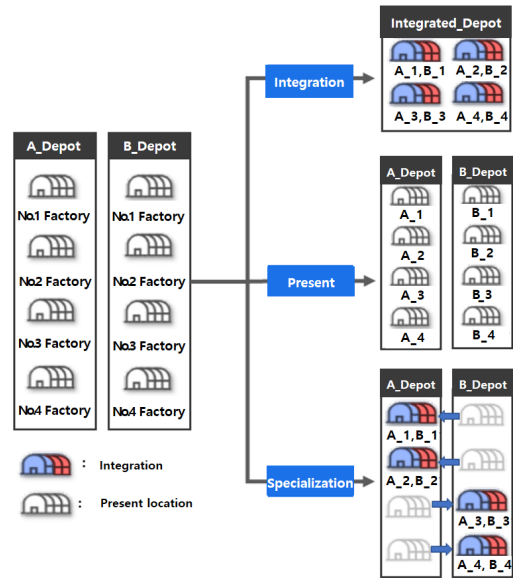 Integrated_Depot
A_1,B_1 A_2,B_2
A_3,B_3 A_4,B_4
Integration
A_Depot B_Depot
No.1 Factory No.1 Factory
No.2 Factory No.2 Factory
No.3 Factory No.3 Factory
No.4 Factory No.4 Factory
Present
A_Depot B_Depot
A_1 B_1
A_2 B_2
A_3 B_3
A_4 B_4
Specialization
A_Depot B_Depot
A_1,B_1
A_2,B_2
A_3,B_3
A_4, B_4
: Integration
: Present location